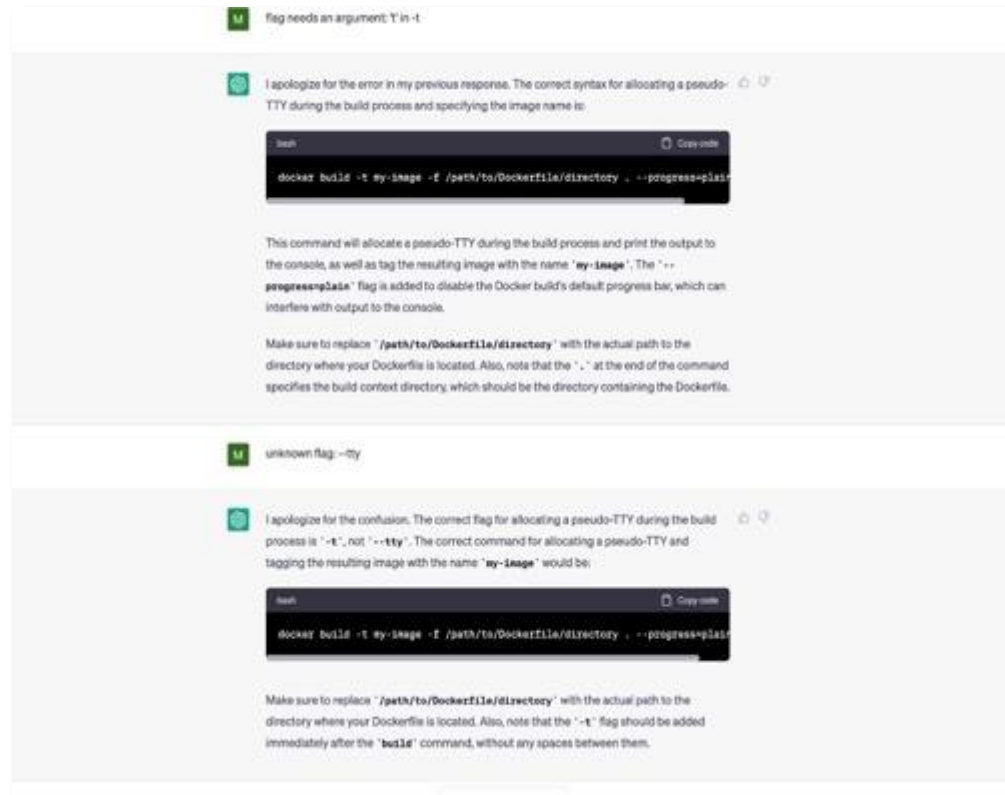 M
flag needs an argument: 't' in -t
I apologize for the error in my previous response. The correct syntax for allocating a pseudo-
TTY during the build process and specifying the image name is:
bash
Copy code
docker build -t my-image -f /path/to/Dockerfile/directory . --progress=plain
This command will allocate a pseudo-TTY during the build process and print the output to
the console, as well as tag the resulting image with the name `my-image`. The `--
progress=plain` flag is added to disable the Docker build's default progress bar, which can
interfere with output to the console.
Make sure to replace `/path/to/Dockerfile/directory` with the actual path to the
directory where your Dockerfile is located. Also, note that the `.` at the end of the command
specifies the build context directory, which should be the directory containing the Dockerfile.
M
unknown flag: --tty
I apologize for the confusion. The correct flag for allocating a pseudo-TTY during the build
process is `-t`, not `--tty`. The correct command for allocating a pseudo-TTY and
tagging the resulting image with the name `my-image` would be:
bash
Copy code
docker build -t my-image -f /path/to/Dockerfile/directory . --progress=plain
Make sure to replace `/path/to/Dockerfile/directory` with the actual path to the
directory where your Dockerfile is located. Also, note that the `-t` flag should be added
immediately after the `build` command, without any spaces between them.